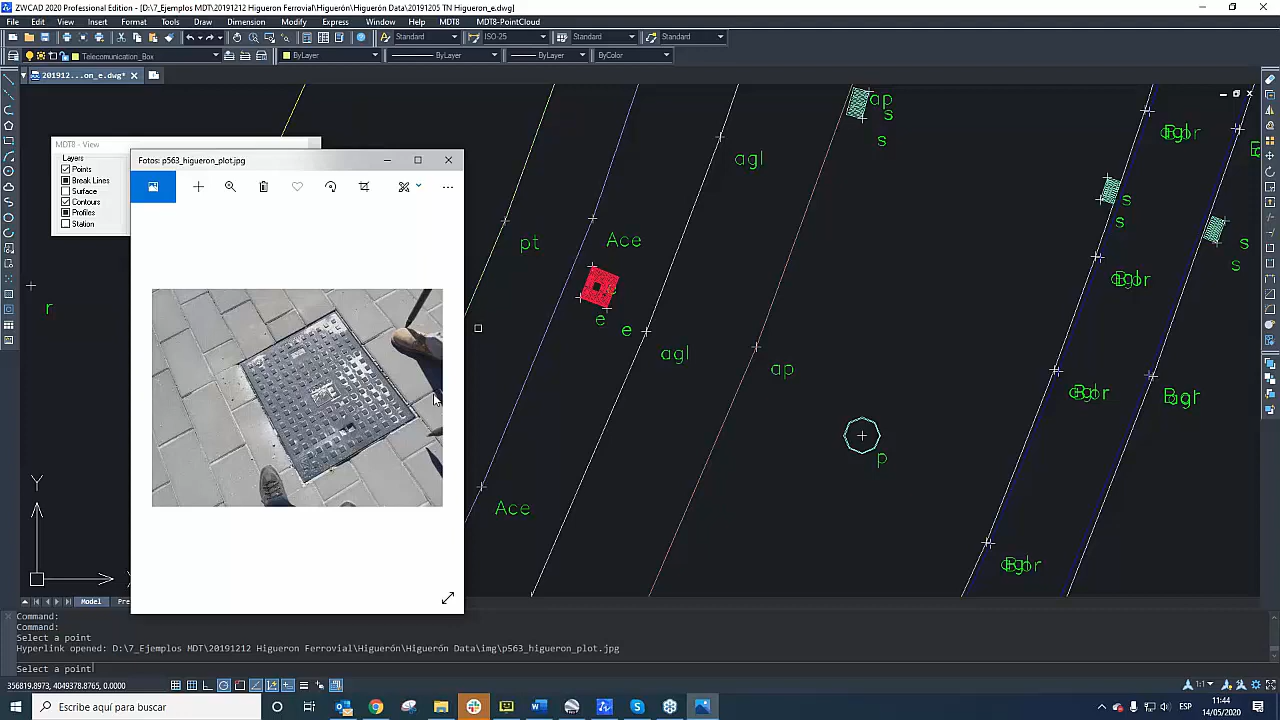 ZWCAD 2020 Professional Edition - [D:\7_Ejemplos MDT\20191212 Higueron Ferrovial\Higuerón\Higuerón Data\20191205 TN Higueron_e.dwg*]
File Edit View Insert Format Tools Draw Dimension Modify Express Window Help MDT8 MDT8-PointCloud
Standard ISO-25 Standard Standard
Telecomunication_Box ByLayer ByLayer ByLayer ByColor
201912...on_e.dwg*
MDT8 - View
Layers
Points
Break Lines
Surface
Contours
Profiles
Station
Fotos: p563_higueron_plot.jpg
ap
s
s
agl
pt
Ace
e
e
agl
ap
p
Ace
s
s
s
s
r
Y
Model
Command:
Command:
Select a point
Hyperlink opened: D:\7_Ejemplos MDT\20191212 Higueron Ferrovial\Higuerón\Higuerón Data\img\p563_higueron_plot.jpg
Select a point
356819.8973, 4049378.8765, 0.0000
1:1
Escribe aquí para buscar
ESP
11:44
14/05/2020